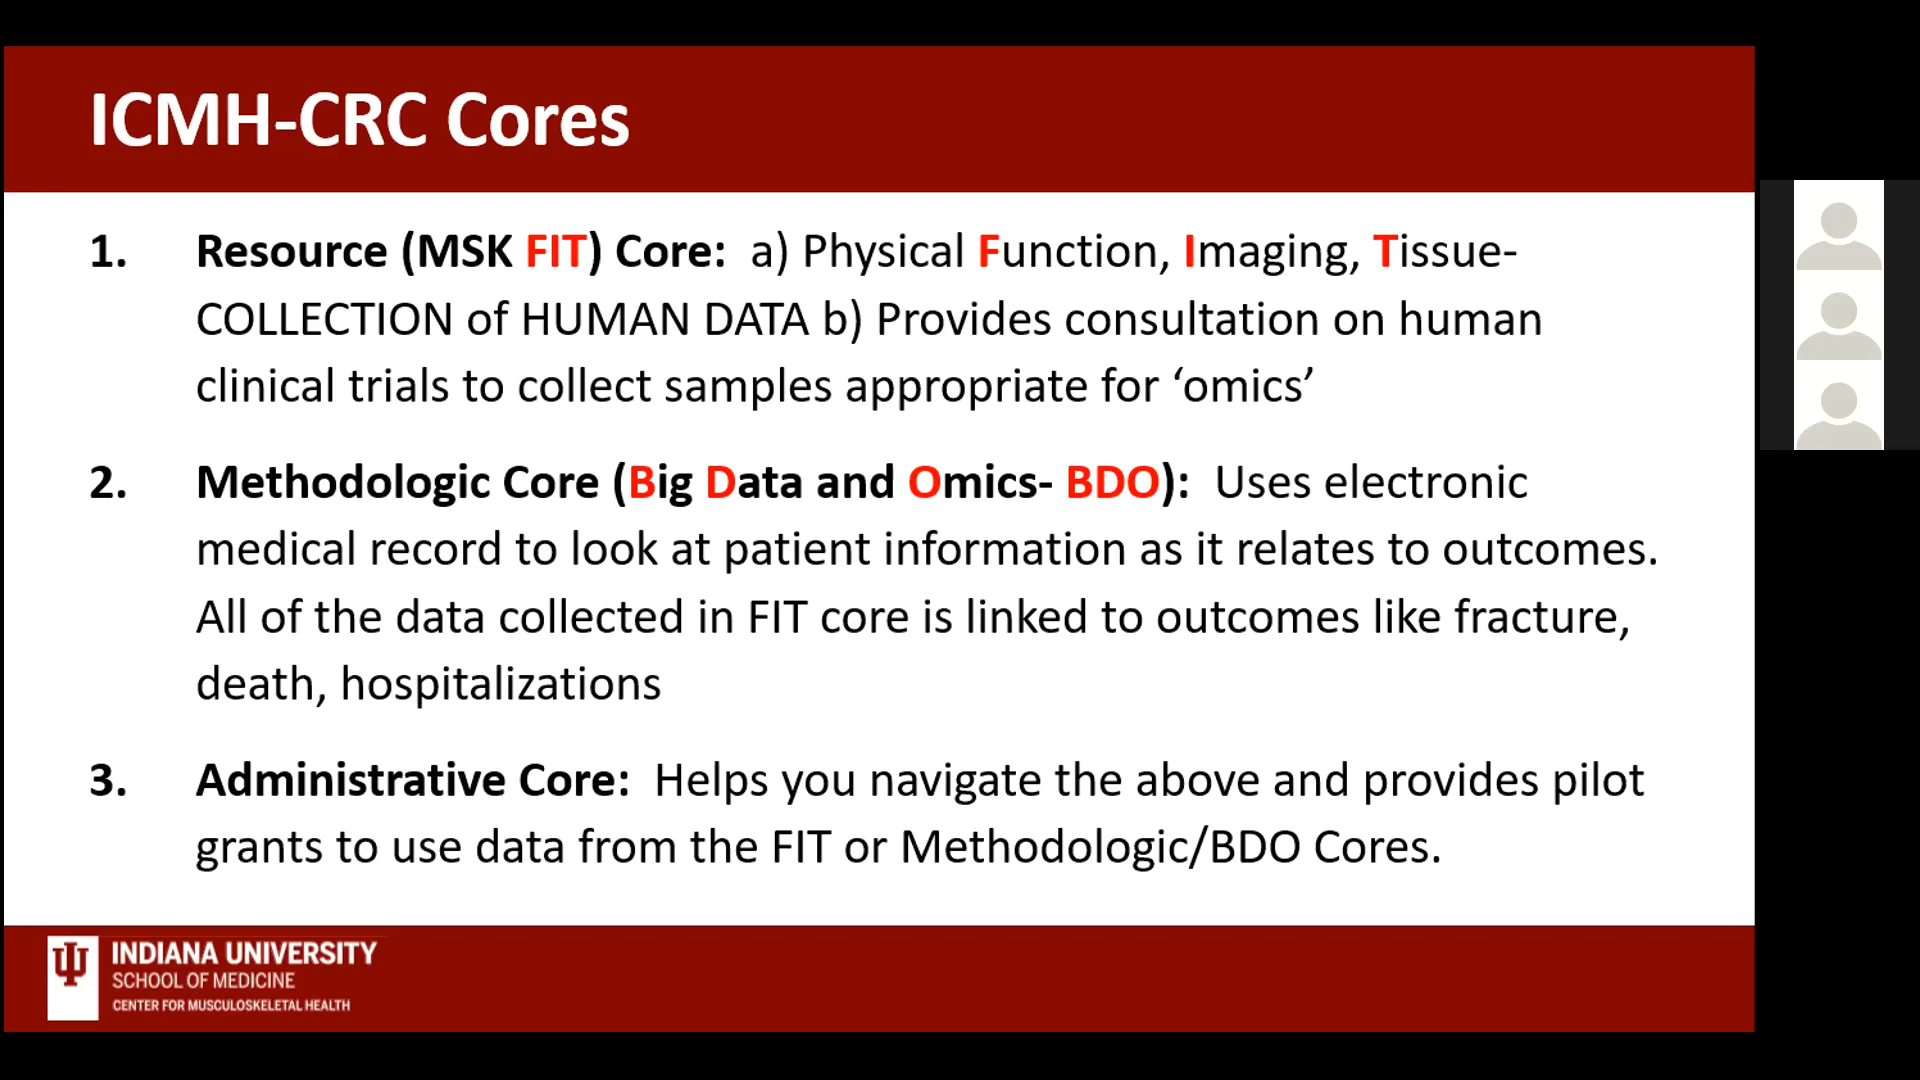 ICMH-CRC Cores
1. Resource (MSK FIT) Core: a) Physical Function, Imaging, Tissue-
COLLECTION of HUMAN DATA b) Provides consultation on human
clinical trials to collect samples appropriate for ‘omics’
2. Methodologic Core (Big Data and Omics- BDO): Uses electronic
medical record to look at patient information as it relates to outcomes.
All of the data collected in FIT core is linked to outcomes like fracture,
death, hospitalizations
3. Administrative Core: Helps you navigate the above and provides pilot
grants to use data from the FIT or Methodologic/BDO Cores.
INDIANA UNIVERSITY
SCHOOL OF MEDICINE
CENTER FOR MUSCULOSKELETAL HEALTH